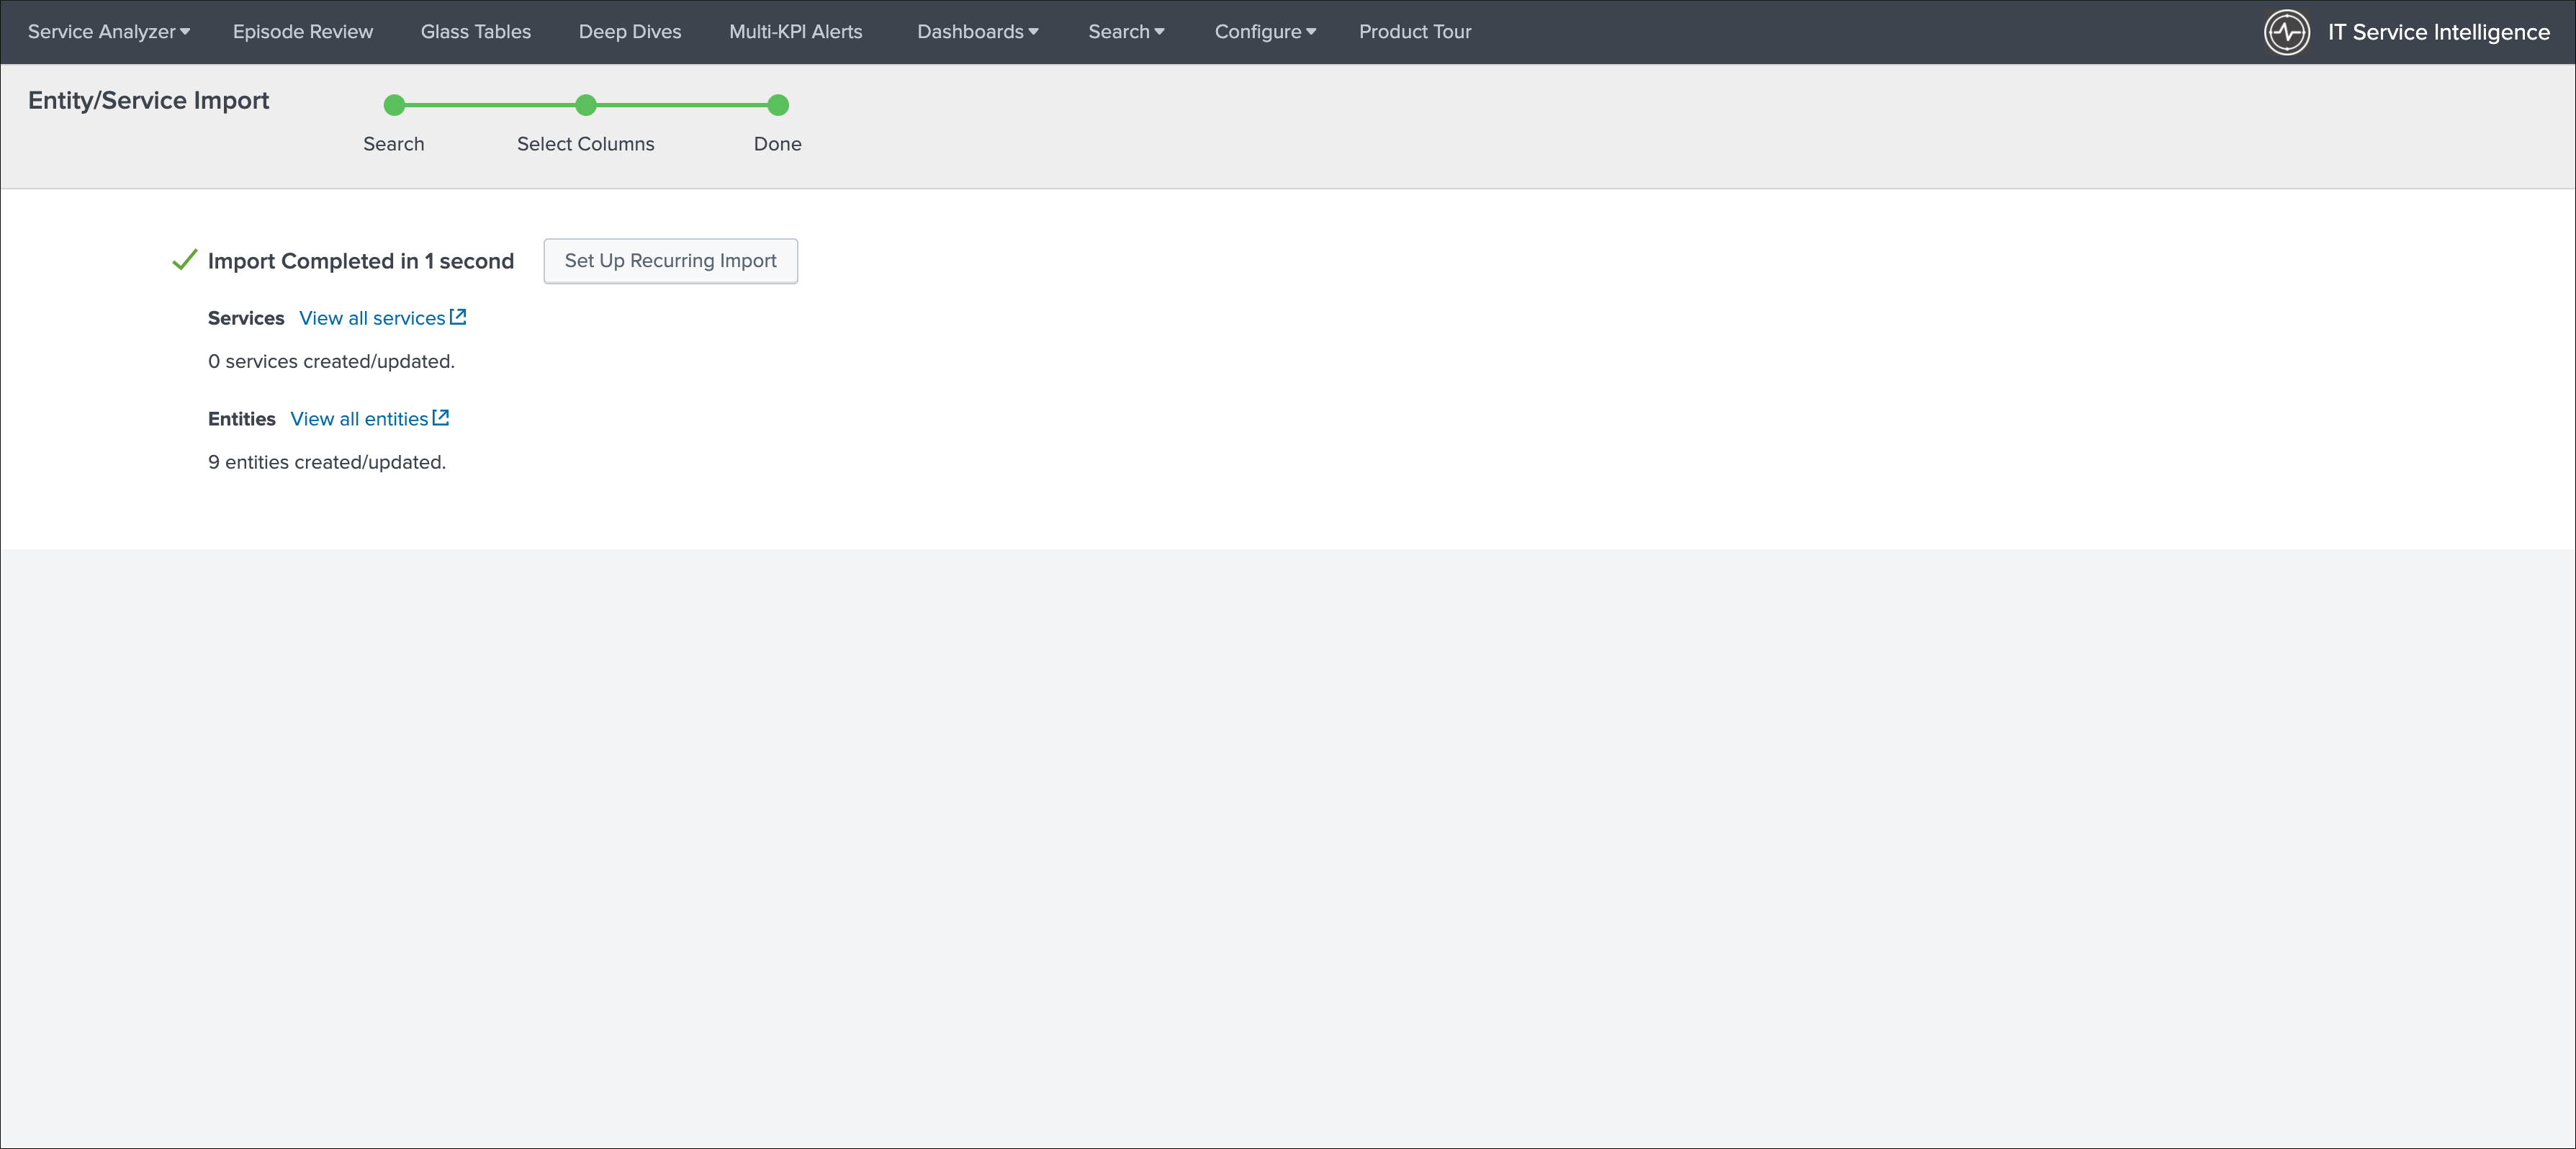 Service Analyzer Episode Review Glass Tables Deep Dives Multi-KPI Alerts Dashboards Search Configure Product Tour IT Service Intelligence
Entity/Service Import
Search Select Columns Done
Import Completed in 1 second Set Up Recurring Import
Services View all services
0 services created/updated.
Entities View all entities
9 entities created/updated.